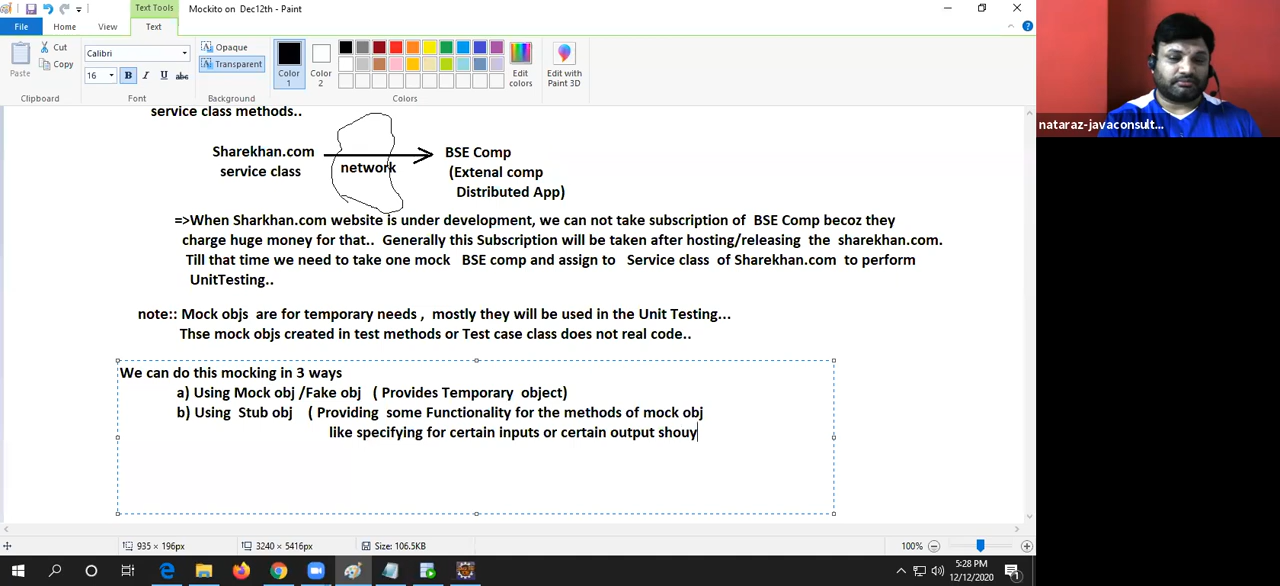 Text Tools
Mockito on Dec12th - Paint
File
Home
View
Text
Paste
Cut
Copy
Clipboard
Calibri
16
B
I
U
abc
Font
Opaque
Transparent
Background
Color
1
Color
2
Edit
colors
Colors
Edit with
Paint 3D
nataraz-javaconsult...
service class methods..
Sharekhan.com
service class
network
BSE Comp
(Extenal comp
Distributed App)
=>When Sharkhan.com website is under development, we can not take subscription of BSE Comp becoz they
charge huge money for that.. Generally this Subscription will be taken after hosting/releasing the sharekhan.com.
Till that time we need to take one mock BSE comp and assign to Service class of Sharekhan.com to perform
UnitTesting..
note:: Mock objs are for temporary needs , mostly they will be used in the Unit Testing...
Thse mock objs created in test methods or Test case class does not real code..
We can do this mocking in 3 ways
a) Using Mock obj /Fake obj ( Provides Temporary object)
b) Using Stub obj ( Providing some Functionality for the methods of mock obj
like specifying for certain inputs or certain output shouy
935 × 196px
3240 × 5416px
Size: 106.5KB
100%
5:28 PM
12/12/2020
1